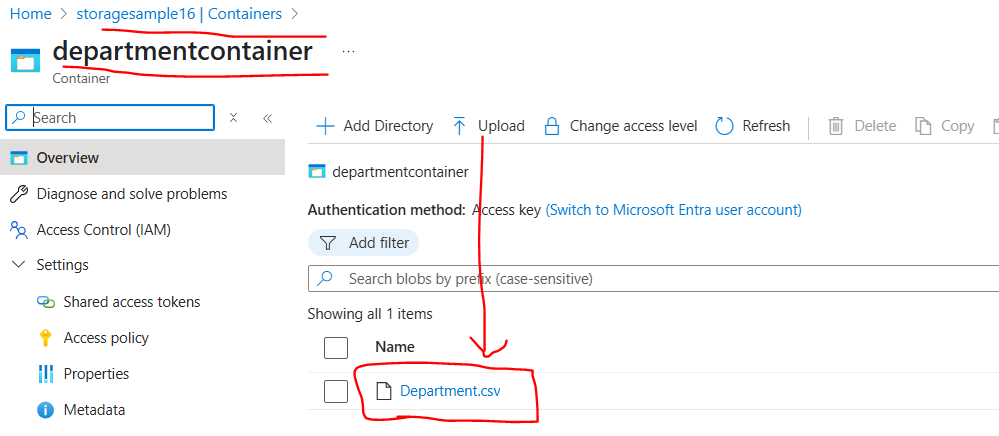 Home > storagesample16 | Containers >
departmentcontainer ...
Container
Search
Overview
Diagnose and solve problems
Access Control (IAM)
Settings
Shared access tokens
Access policy
Properties
Metadata
Add Directory Upload Change access level Refresh Delete Copy
departmentcontainer
Authentication method: Access key (Switch to Microsoft Entra user account)
Add filter
Search blobs by prefix (case-sensitive)
Showing all 1 items
Name
Department.csv